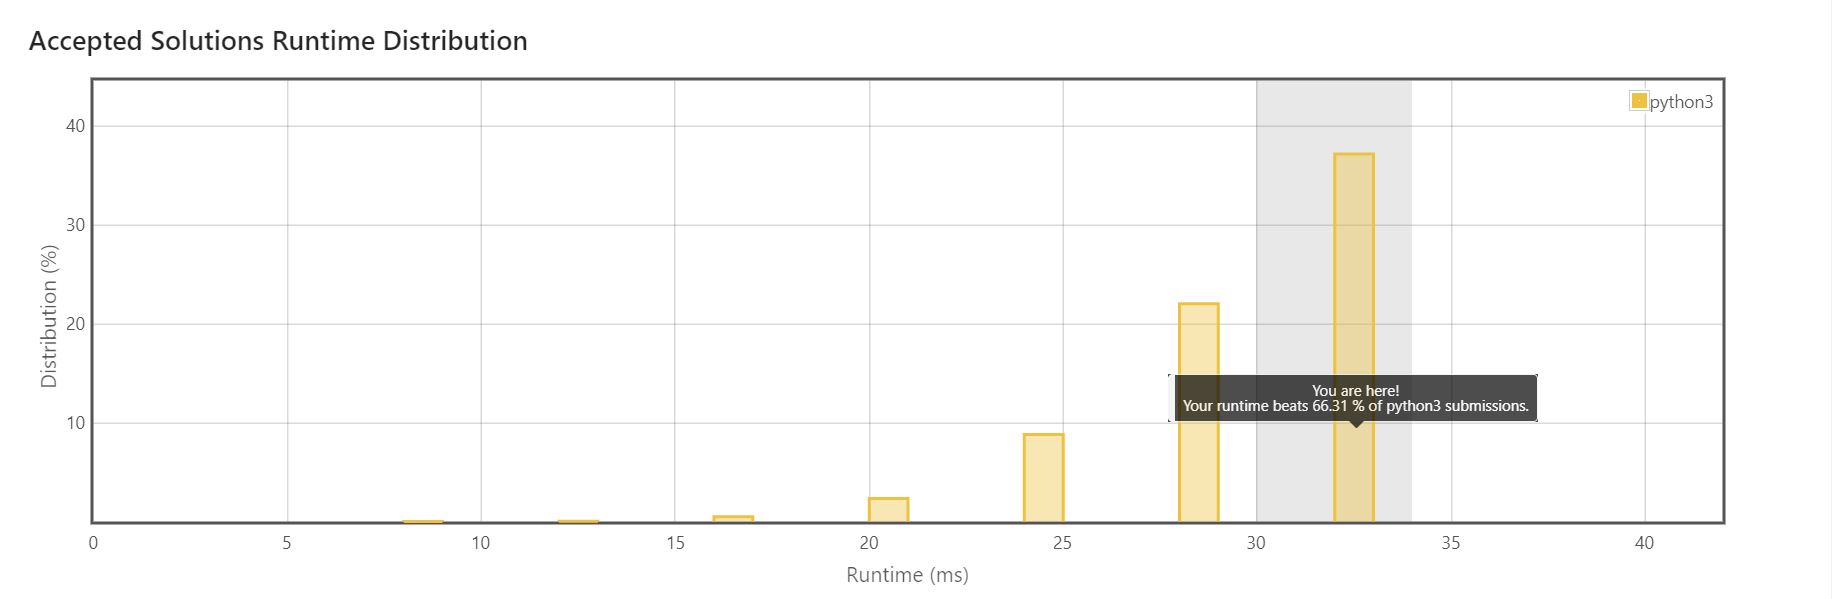 Accepted Solutions Runtime Distribution
python3
40
30
20
10
Distribution (%)
You are here!
Your runtime beats 66.31 % of python3 submissions.
0 5 10 15 20 25 30 35 40
Runtime (ms)